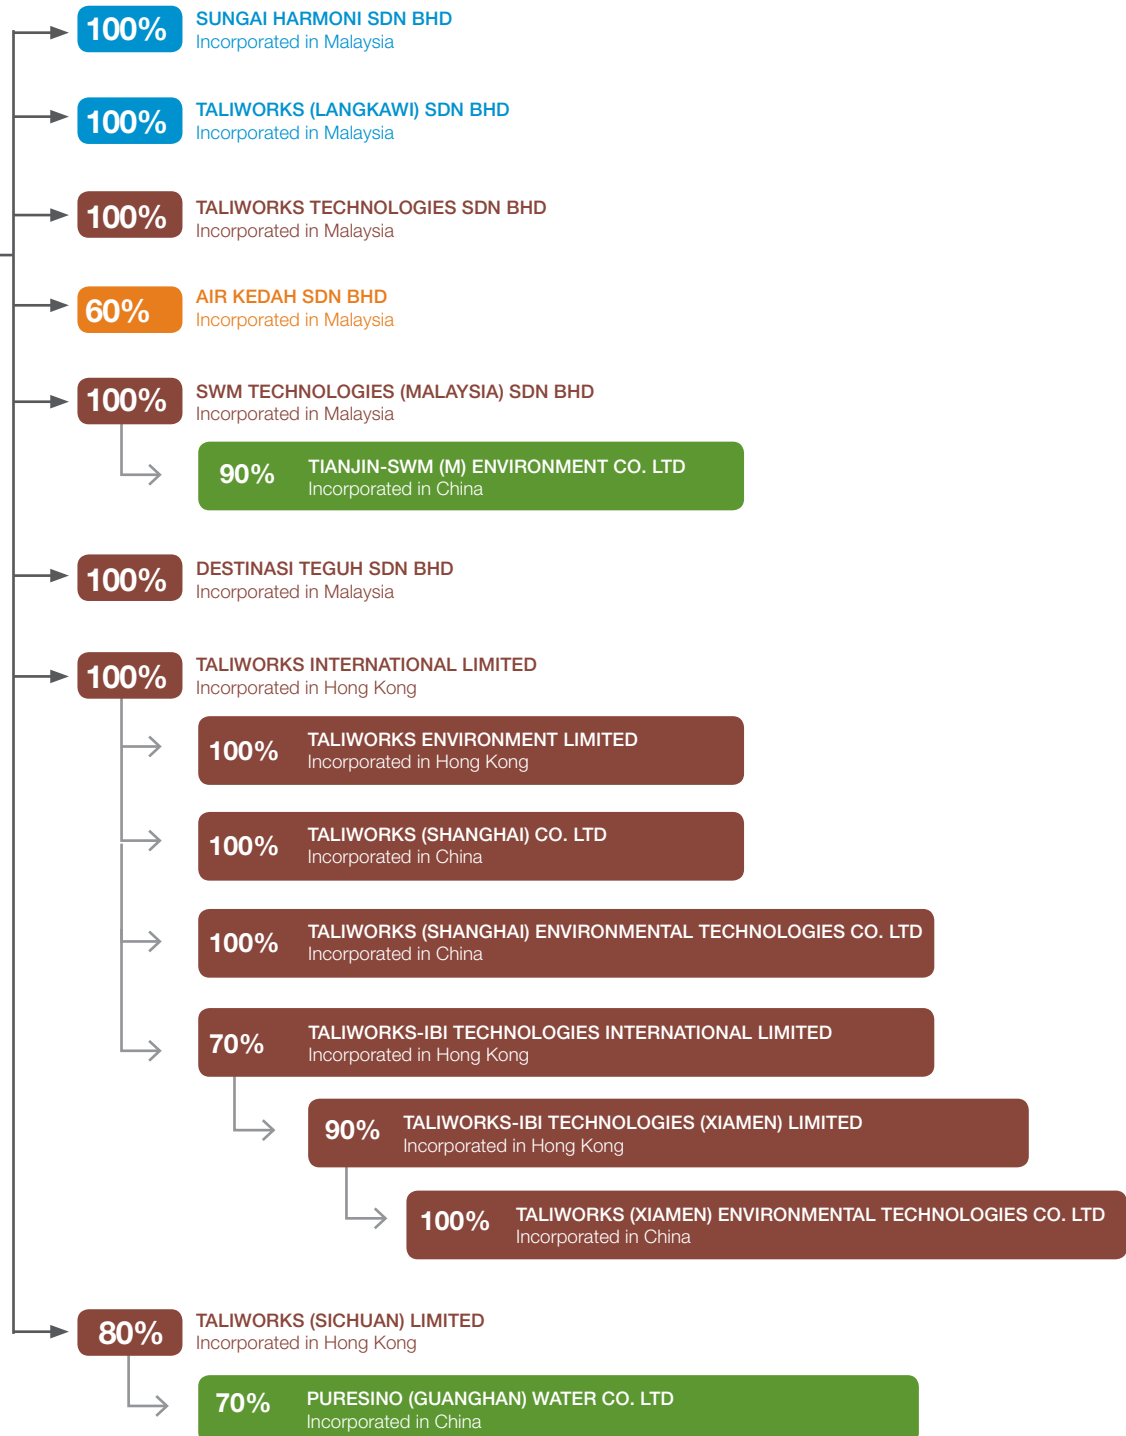 100%
SUNGAI HARMONI SDN BHD
Incorporated in Malaysia
100%
TALIWORKS (LANGKAWI) SDN BHD
Incorporated in Malaysia
100%
TALIWORKS TECHNOLOGIES SDN BHD
Incorporated in Malaysia
60%
AIR KEDAH SDN BHD
Incorporated in Malaysia
100%
SWM TECHNOLOGIES (MALAYSIA) SDN BHD
Incorporated in Malaysia
90%
TIANJIN-SWM (M) ENVIRONMENT CO. LTD
Incorporated in China
100%
DESTINASI TEGUH SDN BHD
Incorporated in Malaysia
100%
TALIWORKS INTERNATIONAL LIMITED
Incorporated in Hong Kong
100%
TALIWORKS ENVIRONMENT LIMITED
Incorporated in Hong Kong
100%
TALIWORKS (SHANGHAI) CO. LTD
Incorporated in China
100%
TALIWORKS (SHANGHAI) ENVIRONMENTAL TECHNOLOGIES CO. LTD
Incorporated in China
70%
TALIWORKS-IBI TECHNOLOGIES INTERNATIONAL LIMITED
Incorporated in Hong Kong
90%
TALIWORKS-IBI TECHNOLOGIES (XIAMEN) LIMITED
Incorporated in Hong Kong
100%
TALIWORKS (XIAMEN) ENVIRONMENTAL TECHNOLOGIES CO. LTD
Incorporated in China
80%
TALIWORKS (SICHUAN) LIMITED
Incorporated in Hong Kong
70%
PURESINO (GUANGHAN) WATER CO. LTD
Incorporated in China